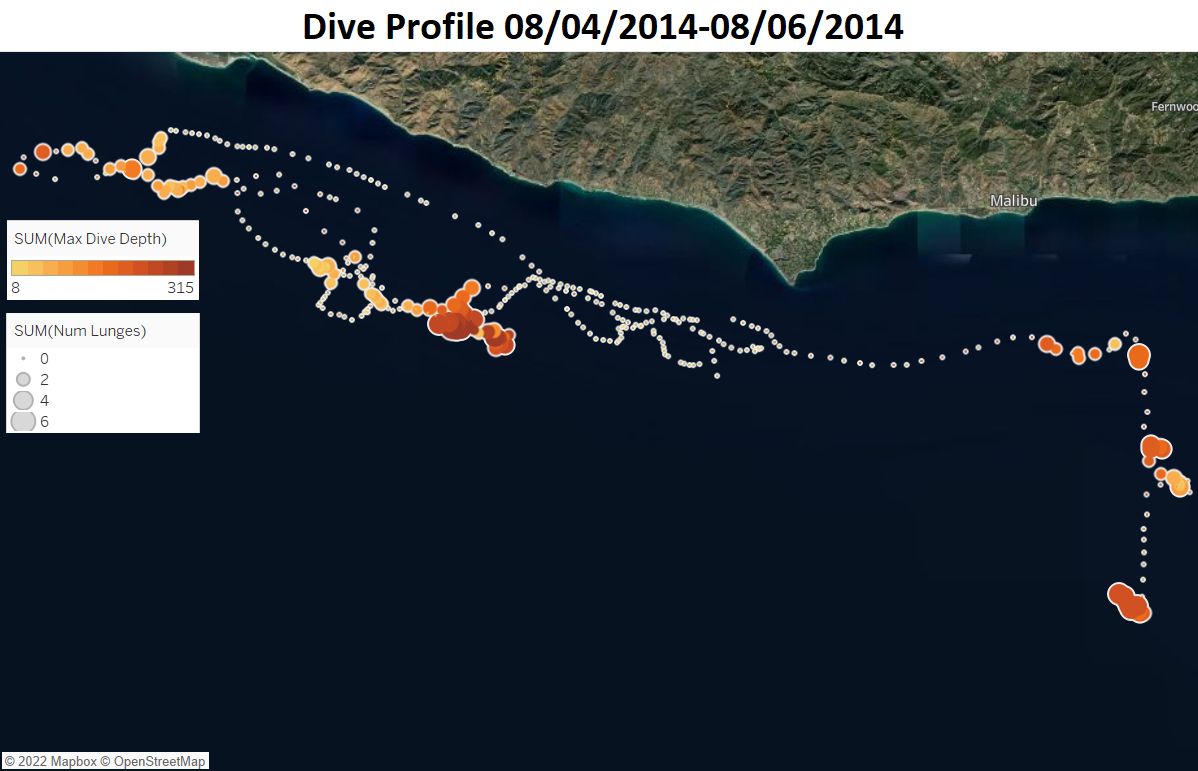 Dive Profile 08/04/2014-08/06/2014
Fernwoo
Malibu
SUM(Max Dive Depth)
8 315
SUM(Num Lunges)
0
2
4
6
© 2022 Mapbox © OpenStreetMap